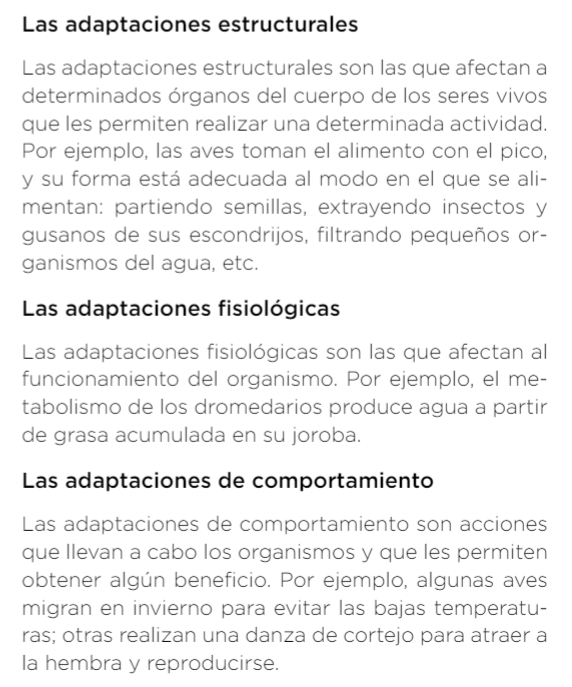 Las adaptaciones estructurales
Las adaptaciones estructurales son las que afectan a
determinados órganos del cuerpo de los seres vivos
que les permiten realizar una determinada actividad.
Por ejemplo, las aves toman el alimento con el pico,
y su forma está adecuada al modo en el que se ali-
mentan: partiendo semillas, extrayendo insectos y
gusanos de sus escondrijos, filtrando pequeños or-
ganismos del agua, etc.
Las adaptaciones fisiológicas
Las adaptaciones fisiológicas son las que afectan al
funcionamiento del organismo. Por ejemplo, el me-
tabolismo de los dromedarios produce agua a partir
de grasa acumulada en su joroba.
Las adaptaciones de comportamiento
Las adaptaciones de comportamiento son acciones
que llevan a cabo los organismos y que les permiten
obtener algún beneficio. Por ejemplo, algunas aves
migran en invierno para evitar las bajas temperatu-
ras; otras realizan una danza de cortejo para atraer a
la hembra y reproducirse.